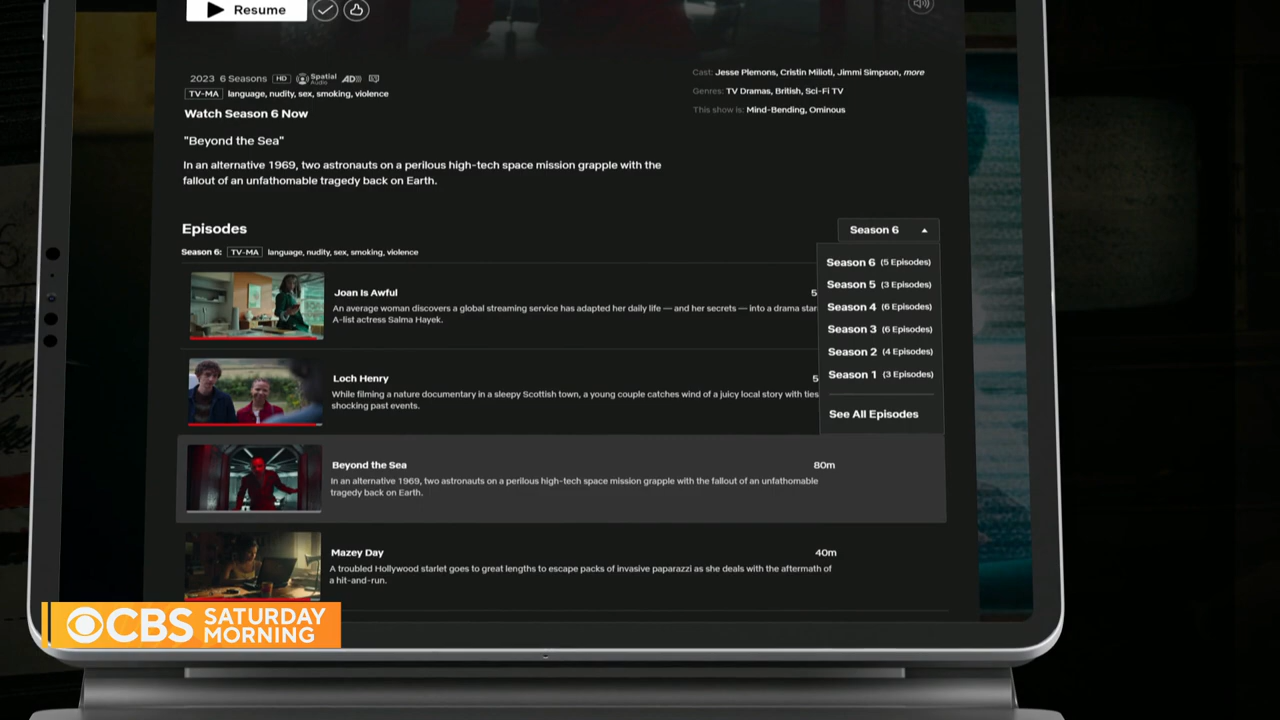 Resume
2023 6 Seasons HD Spatial Audio AD
TV-MA language, nudity, sex, smoking, violence
Watch Season 6 Now
"Beyond the Sea"
In an alternative 1969, two astronauts on a perilous high-tech space mission grapple with the
fallout of an unfathomable tragedy back on Earth.
Cast: Jesse Plemons, Cristin Milioti, Jimmi Simpson, more
Genres: TV Dramas, British, Sci-Fi TV
This show is: Mind-Bending, Ominous
Episodes
Season 6
Season 6: TV-MA language, nudity, sex, smoking, violence
Season 6 (5 Episodes)
Season 5 (3 Episodes)
Season 4 (6 Episodes)
Season 3 (6 Episodes)
Season 2 (4 Episodes)
Season 1 (3 Episodes)
See All Episodes
Joan Is Awful 5
An average woman discovers a global streaming service has adapted her daily life — and her secrets — into a drama star
A-list actress Salma Hayek.
Loch Henry 5
While filming a nature documentary in a sleepy Scottish town, a young couple catches wind of a juicy local story with ties
shocking past events.
Beyond the Sea 80m
In an alternative 1969, two astronauts on a perilous high-tech space mission grapple with the fallout of an unfathomable
tragedy back on Earth.
Mazey Day 40m
A troubled Hollywood starlet goes to great lengths to escape packs of invasive paparazzi as she deals with the aftermath of
a hit-and-run.
CBS SATURDAY
MORNING